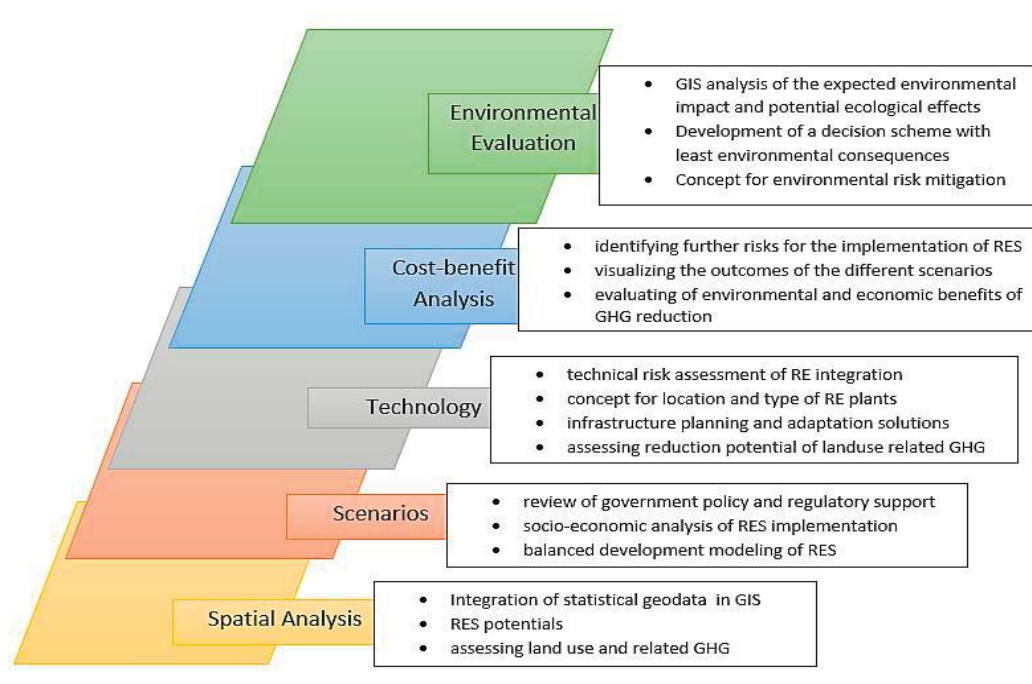 Environmental
Evaluation
• GIS analysis of the expected environmental
impact and potential ecological effects
• Development of a decision scheme with
least environmental consequences
• Concept for environmental risk mitigation
Cost-benefit
Analysis
• identifying further risks for the implementation of RES
• visualizing the outcomes of the different scenarios
• evaluating of environmental and economic benefits of
GHG reduction
Technology
• technical risk assessment of RE integration
• concept for location and type of RE plants
• infrastructure planning and adaptation solutions
• assessing reduction potential of landuse related GHG
Scenarios
• review of government policy and regulatory support
• socio-economic analysis of RES implementation
• balanced development modeling of RES
Spatial Analysis
• Integration of statistical geodata in GIS
• RES potentials
• assessing land use and related GHG